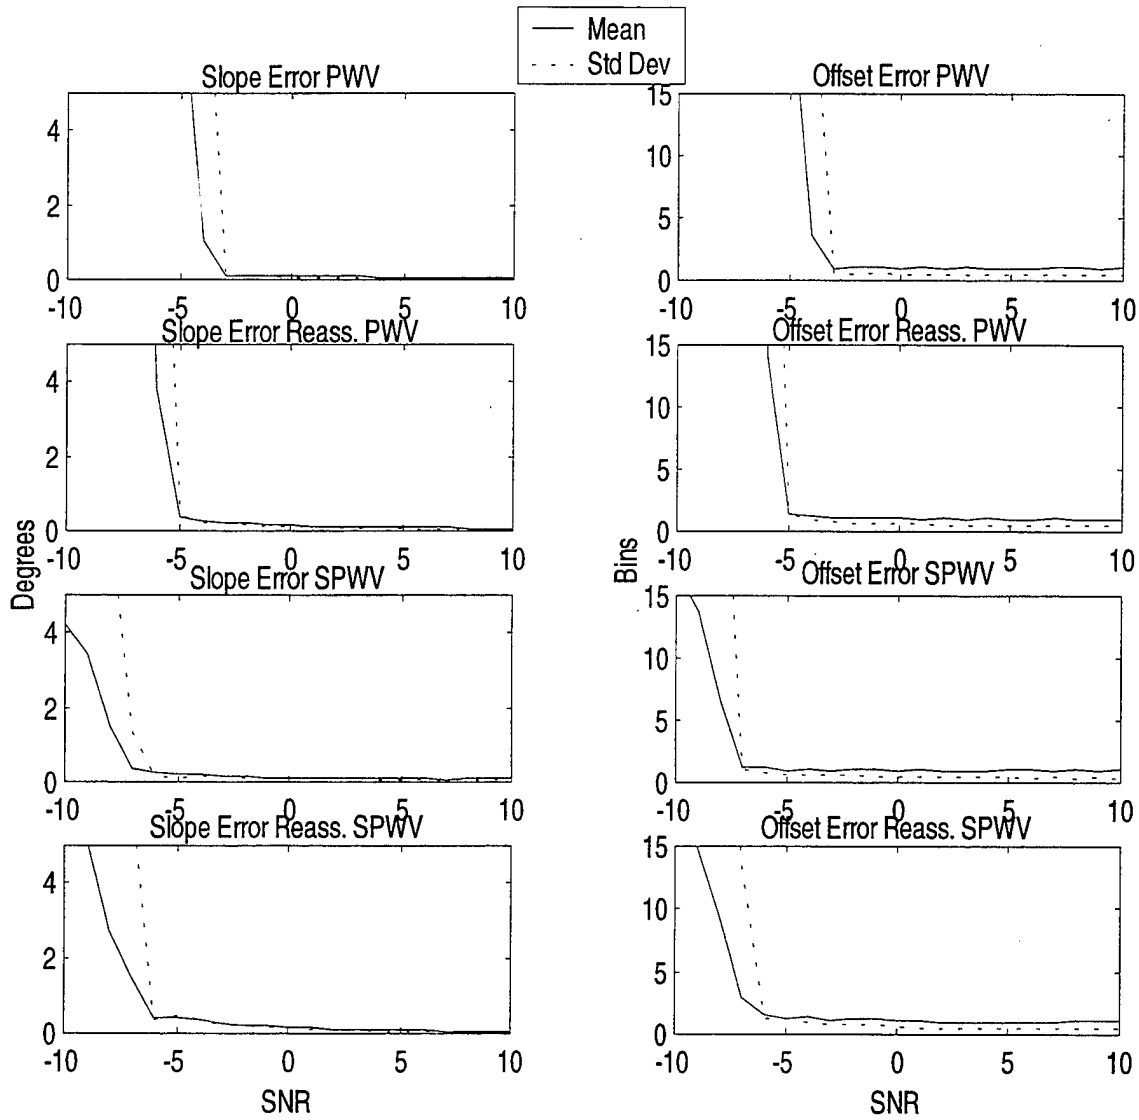 Mean
Std Dev
Slope Error PWV
4
2
0
-10 -5 0 5 10
Offset Error PWV
15
10
5
0
-10 -5 0 5 10
Slope Error Reass. PWV
4
2
0
-10 -5 0 5 10
Offset Error Reass. PWV
15
10
5
0
-10 -5 0 5 10
Degrees
Bins
Slope Error SPWV
4
2
0
-10 -5 0 5 10
Offset Error SPWV
15
10
5
0
-10 -5 0 5 10
Slope Error Reass. SPWV
4
2
0
-10 -5 0 5 10
SNR
Offset Error Reass. SPWV
15
10
5
0
-10 -5 0 5 10
SNR